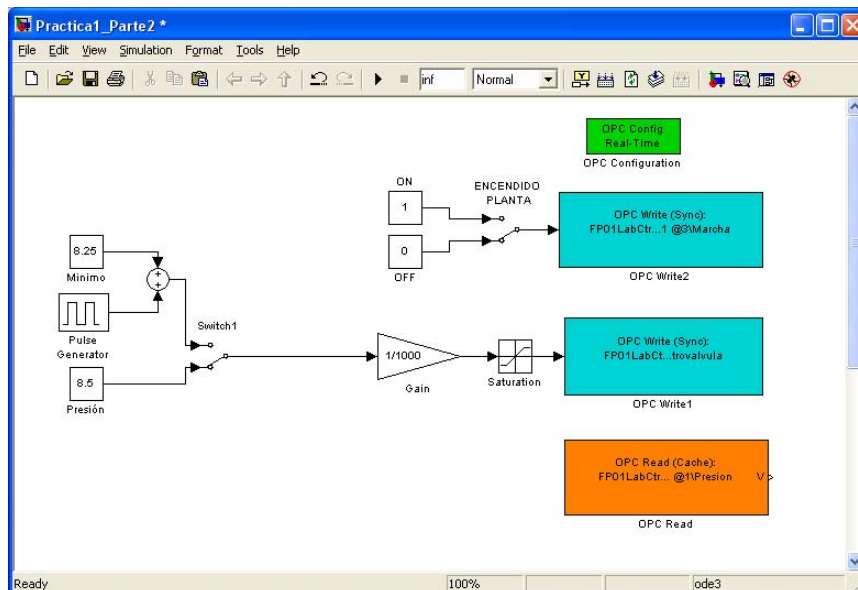 Practica1_Parte2 *
File Edit View Simulation Format Tools Help
inf
Normal
OPC Config
Real-Time
OPC Configuration
ON
1
ENCENDIDO
PLANTA
0
OFF
OPC Write (Sync):
FP01LabCtr...1 @3\Marcha
OPC Write2
8.25
Minimo
Pulse
Generator
8.5
Presión
Switch1
1/1000
Gain
Saturation
OPC Write (Sync):
FP01LabCt...trovalvula
OPC Write1
OPC Read (Cache):
FP01LabCtr... @1\Presion
V
OPC Read
Ready
100%
ode3